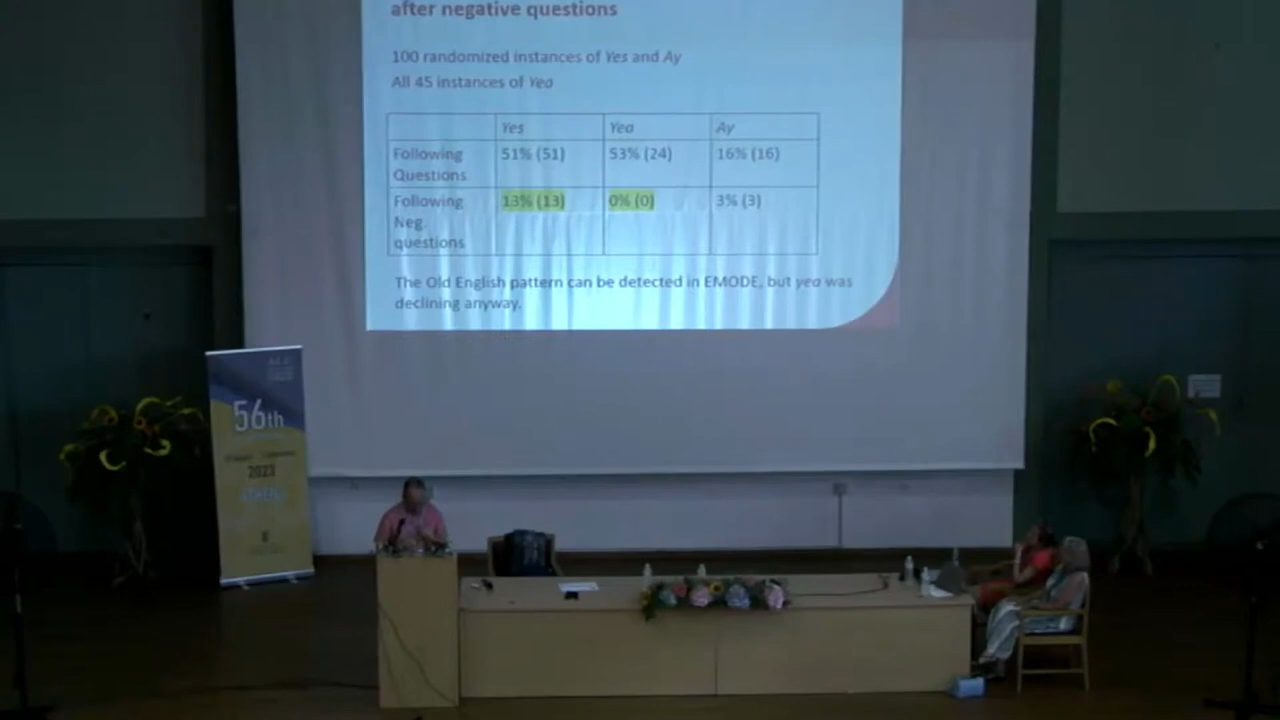 after negative questions
100 randomized instances of Yes and Ay
All 45 instances of Yea
Yes Yea Ay
Following Questions 51% (51) 53% (24) 16% (16)
Following Neg. questions 13% (13) 0% (0) 3% (3)
The Old English pattern can be detected in EMODE, but yea was
declining anyway.
56th
2023